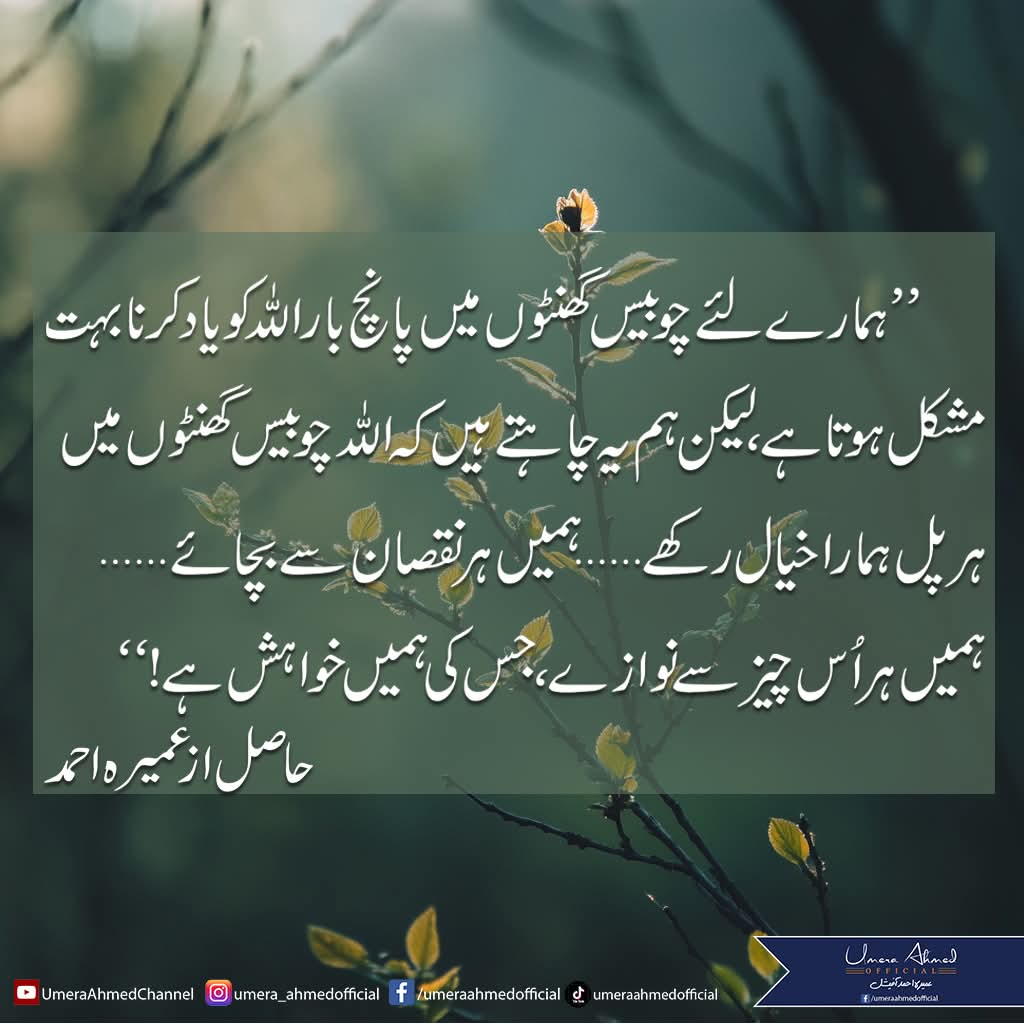 ’’ہمارے لئے چوبیس گھنٹوں میں پانچ بار اللہ کو یاد کرنا بہت
مشکل ہوتا ہے، لیکن ہم یہ چاہتے ہیں کہ اللہ چوبیس گھنٹوں میں
ہر پل ہمارا خیال رکھے......ہمیں ہر نقصان سے بچائے......
ہمیں ہر اُس چیز سے نوازے، جس کی ہمیں خواہش ہے!‘‘
حاصل از عمیرہ احمد
Umera Ahmed
OFFICIAL
عمیرہ احمد آفیشل
/umeraahmedofficial
UmeraAhmedChannel umera_ahmedofficial /umeraahmedofficial umeraahmedofficial